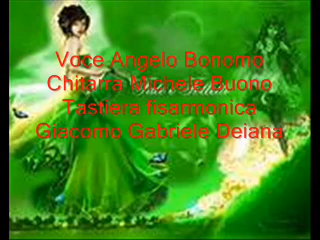 Voce Angelo Bonomo
Chitarra Michele Buono
Tastiera fisarmonica
Giacomo Gabriele Deiana